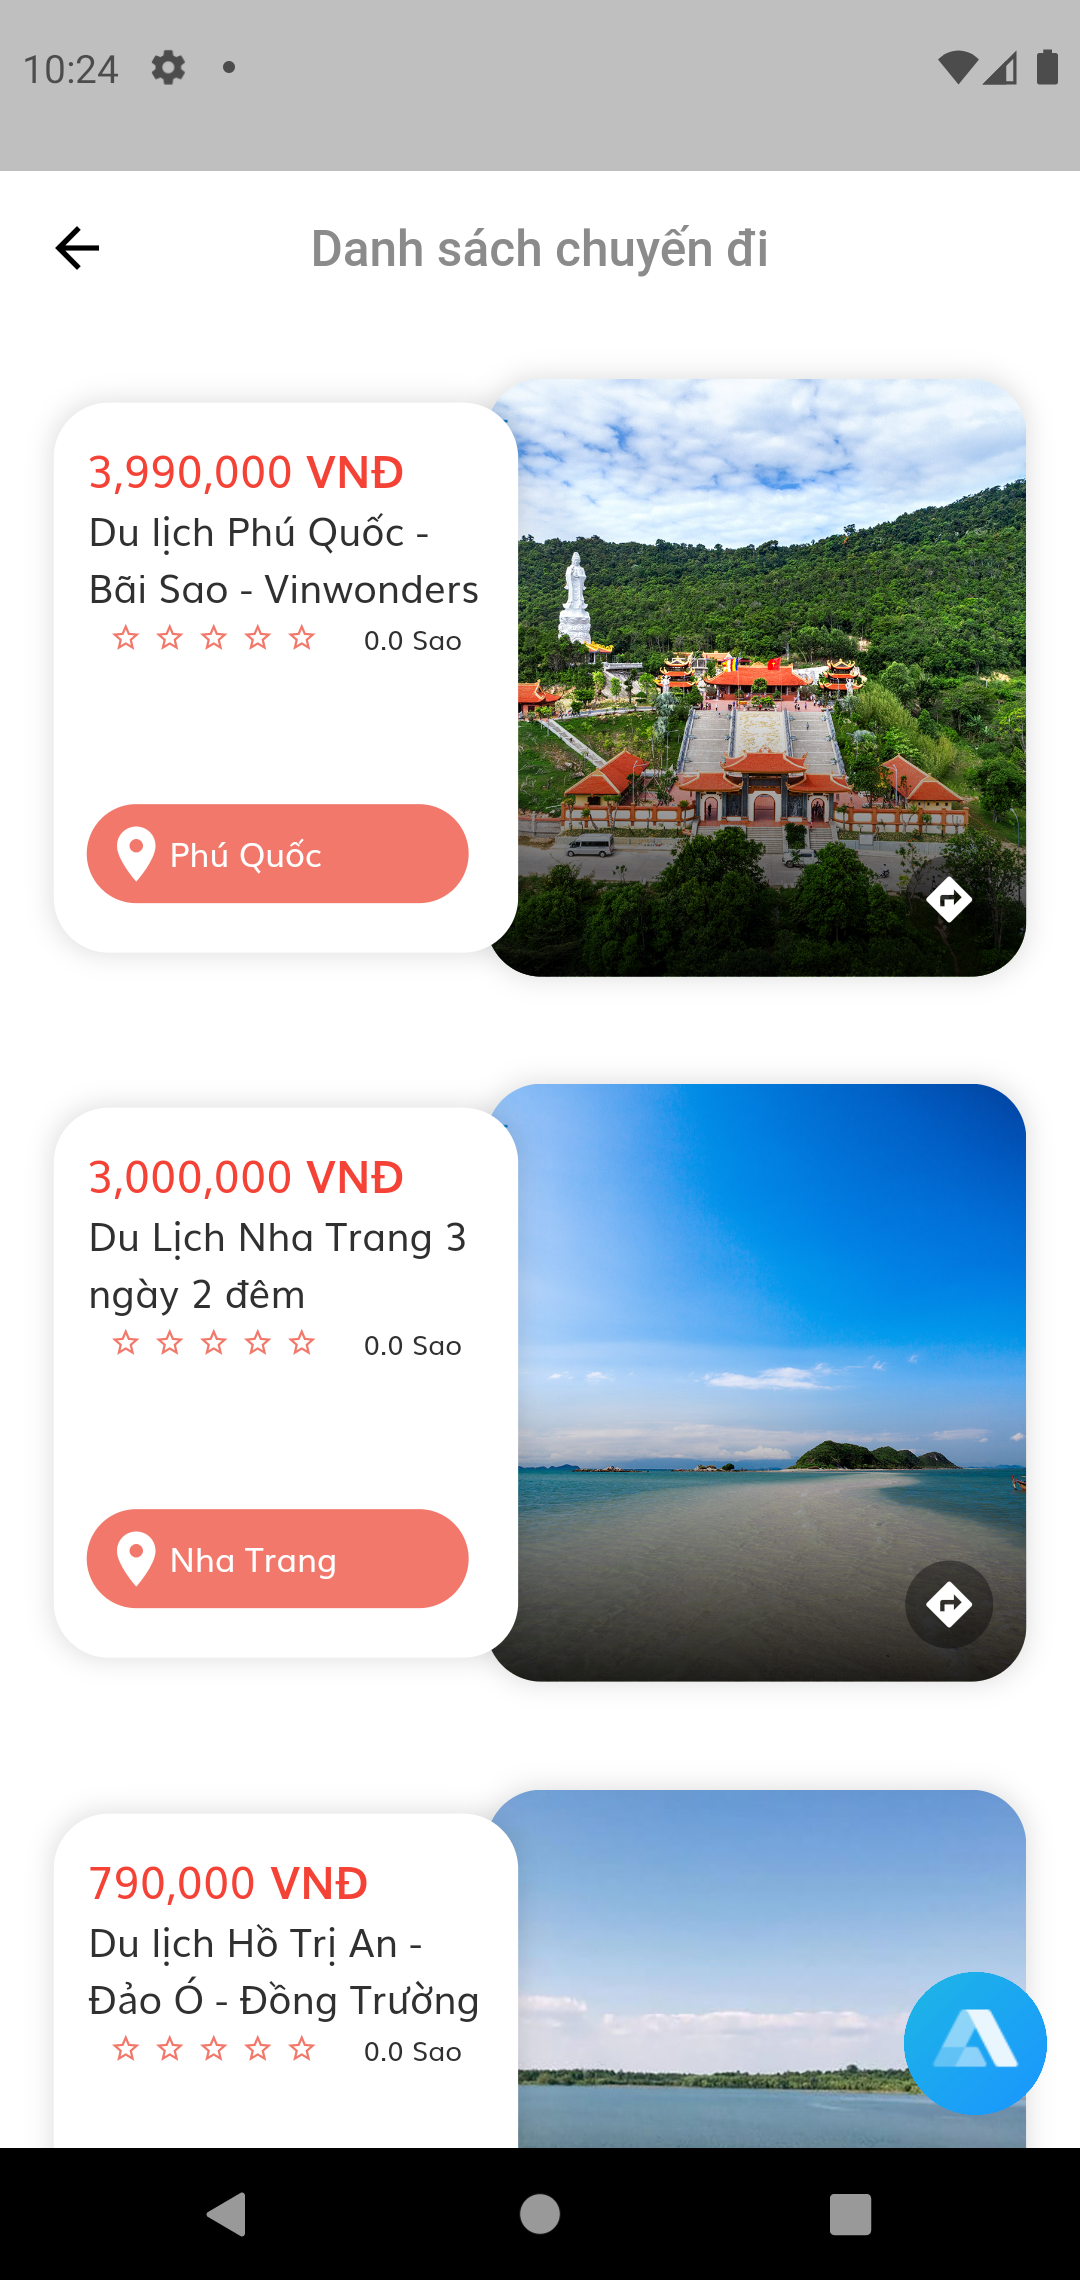 10:24
Danh sách chuyến đi
3,990,000 VNĐ
Du lịch Phú Quốc -
Bãi Sao - Vinwonders
0.0 Sao
Phú Quốc
3,000,000 VNĐ
Du Lịch Nha Trang 3
ngày 2 đêm
0.0 Sao
Nha Trang
790,000 VNĐ
Du lịch Hồ Trị An -
Đảo Ó - Đồng Trường
0.0 Sao